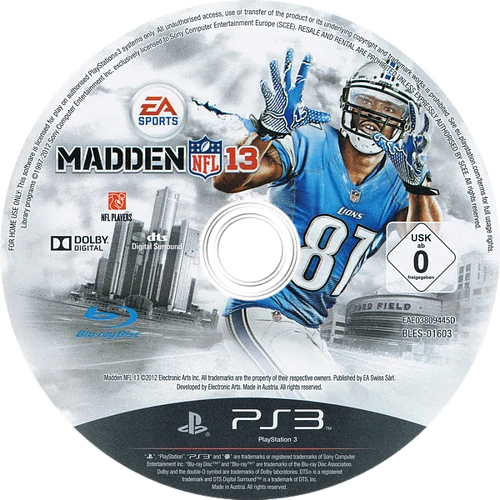 FOR HOME USE ONLY: This software is licensed for play on authorised PlayStation®3 systems only. All unauthorised access, use or transfer of the product or its underlying copyright and trademark works is prohibited. See eu.playstation.com/terms for full usage rights.
Library programs ©1997-2012 Sony Computer Entertainment Inc. exclusively licensed to Sony Computer Entertainment Europe (SCEE). RESALE AND RENTAL ARE PROHIBITED UNLESS EXPRESSLY AUTHORISED BY SCEE. All rights reserved.
EA
SPORTS
MADDEN NFL 13
NFL PLAYERS
DOLBY
DIGITAL
dts
Digital Surround
LIONS
81
USK
ab
0
freigegeben
FORD FIELD
BLES-01603
Blu-ray Disc
Madden NFL 13 ©2012 Electronic Arts Inc. All trademarks are the property of their respective owners. Published by EA Swiss Sàrl.
Developed by Electronic Arts. Made in Austria. All rights reserved.
PS3™
PlayStation 3
"PlayStation", "PS3" and
are trademarks or registered trademarks of Sony Computer
Entertainment Inc. "Blu-ray Disc™" and "Blu-ray™" are trademarks of the Blu-ray Disc Association.
Dolby and the double-D symbol are trademarks of Dolby laboratories. DTS® is a registered
trademark and DTS Digital Surround™ is a trademark of DTS, Inc.
Made in Austria. All rights reserved.